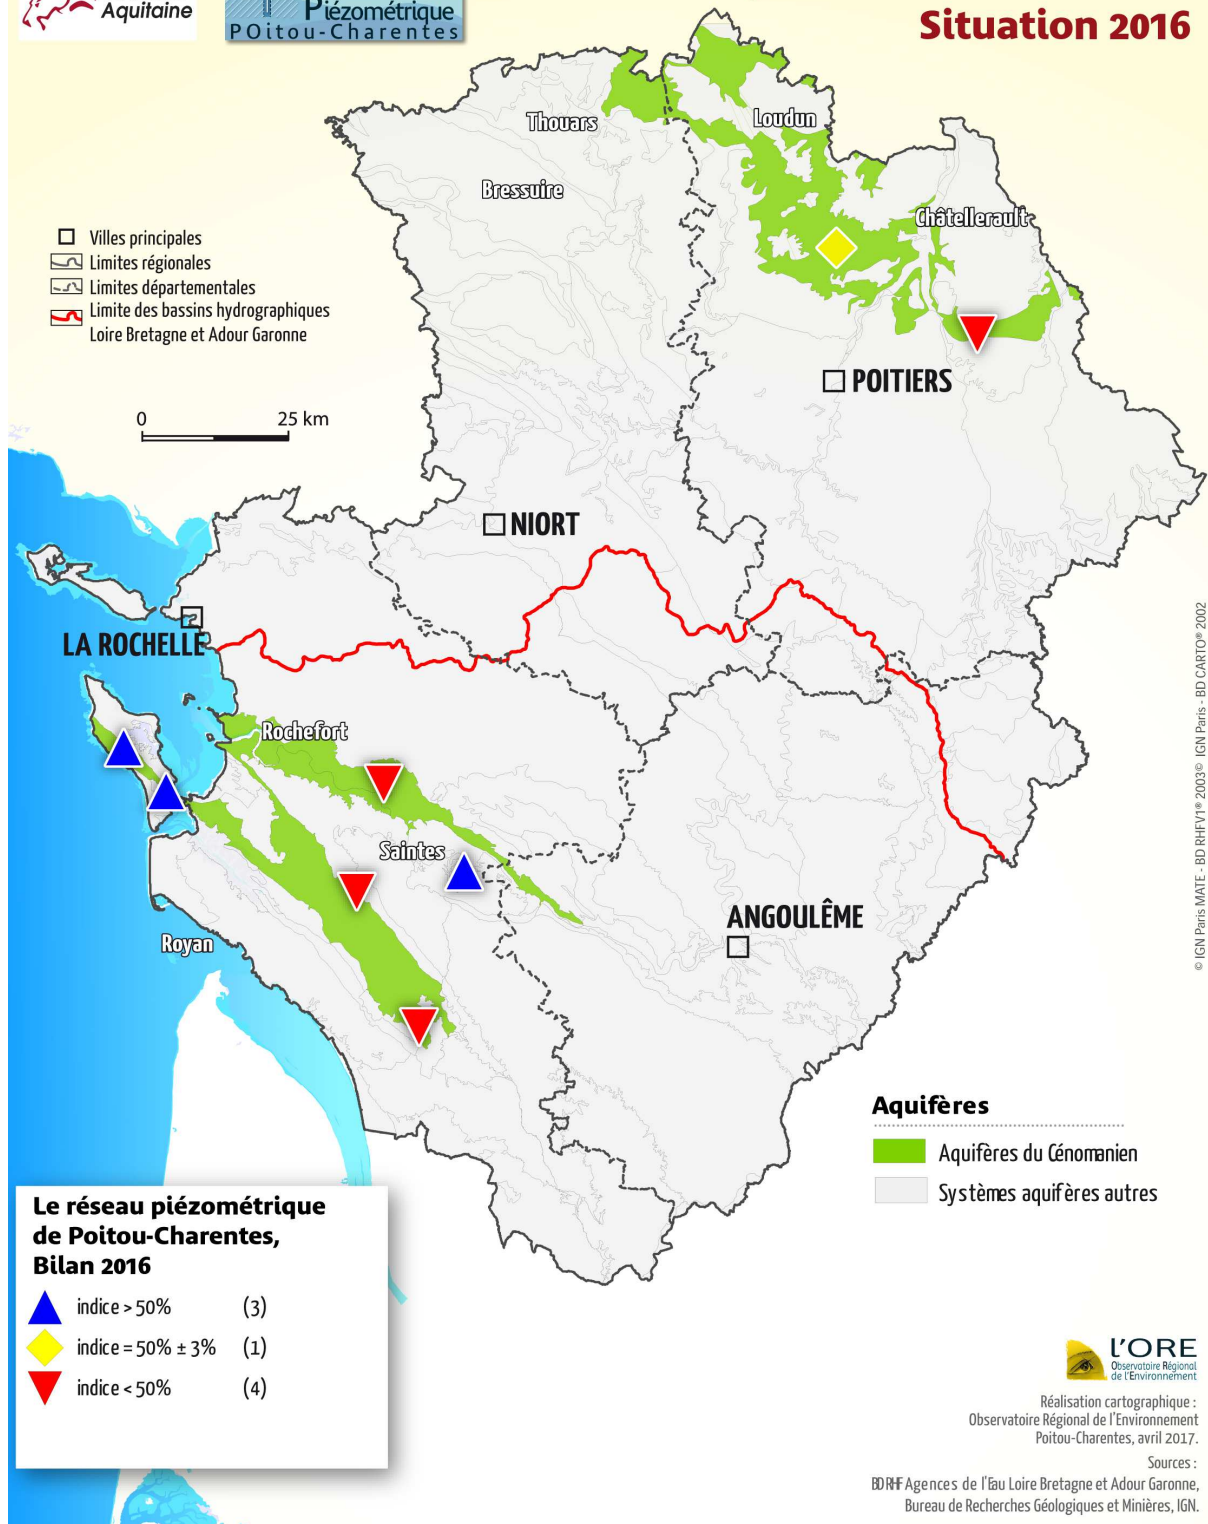 Aquitaine
Piézométrique
POitou-Charentes
Situation 2016
Thouars
Loudun
Bressuire
Châtellerault
Villes principales
Limites régionales
Limites départementales
Limite des bassins hydrographiques
Loire Bretagne et Adour Garonne
0 25 km
POITIERS
NIORT
LA ROCHELLE
Rochefort
Saintes
ANGOULÊME
Royan
© IGN Paris MATE - BD RHFV1® 2003© IGN Paris - BD CARTO® 2002
Aquifères
Aquifères du Cénomanien
Systèmes aquifères autres
Le réseau piézométrique
de Poitou-Charentes,
Bilan 2016
indice > 50% (3)
indice = 50% ± 3% (1)
indice < 50% (4)
L'ORE
Observatoire Régional
de l'Environnement
Réalisation cartographique :
Observatoire Régional de l'Environnement
Poitou-Charentes, avril 2017.
Sources :
BD RHF Agences de l'Eau Loire Bretagne et Adour Garonne,
Bureau de Recherches Géologiques et Minières, IGN.